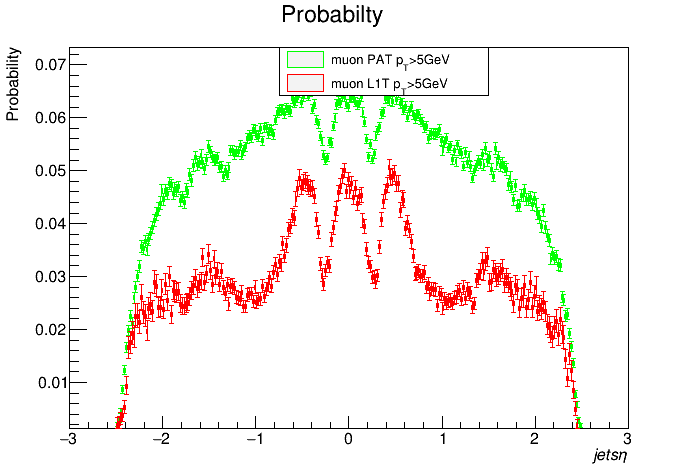 Probabilty
Probability
muon PAT p_T>5GeV
muon L1T p_T>5GeV
0.07
0.06
0.05
0.04
0.03
0.02
0.01
−3 −2 −1 0 1 2 3
jetsη